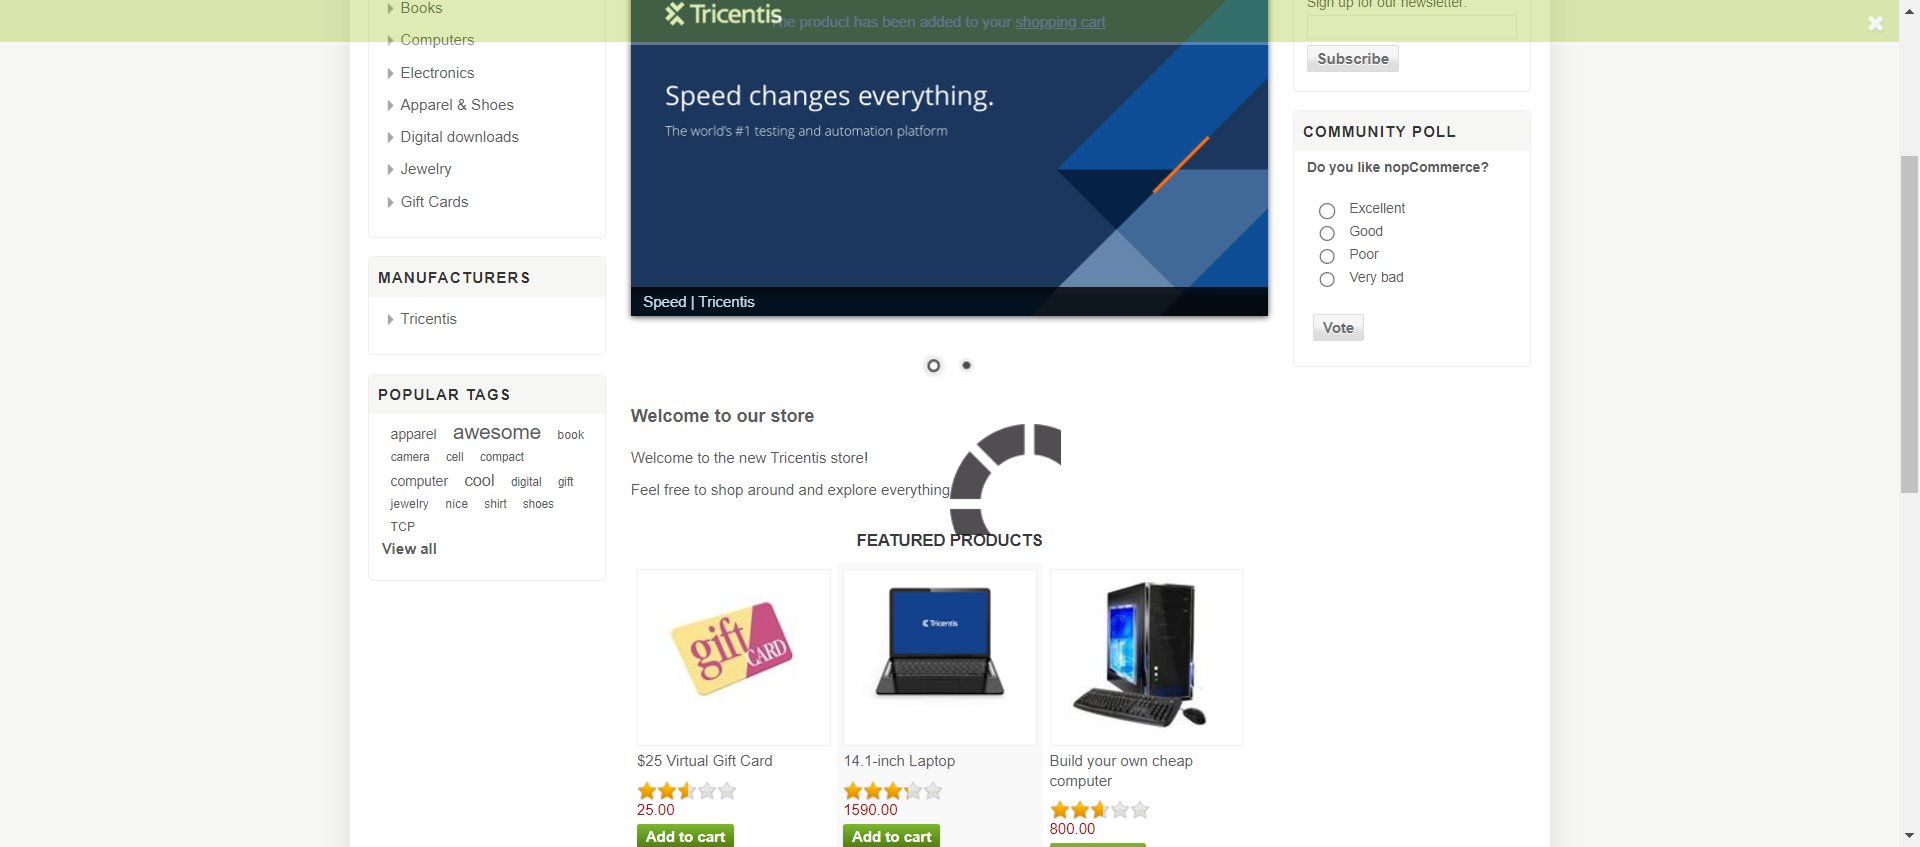 Books
Computers
Electronics
Apparel & Shoes
Digital downloads
Jewelry
Gift Cards
MANUFACTURERS
Tricentis
POPULAR TAGS
apparel awesome book
camera cell compact
computer cool digital gift
jewelry nice shirt shoes
TCP
View all
Tricentis
The product has been added to your shopping cart
Speed changes everything.
The world's #1 testing and automation platform
Speed | Tricentis
Welcome to our store
Welcome to the new Tricentis store!
Feel free to shop around and explore everything
FEATURED PRODUCTS
gift CARD
Tricentis
$25 Virtual Gift Card
25.00
Add to cart
14.1-inch Laptop
1590.00
Add to cart
Build your own cheap
computer
800.00
Sign up for our newsletter:
Subscribe
COMMUNITY POLL
Do you like nopCommerce?
Excellent
Good
Poor
Very bad
Vote